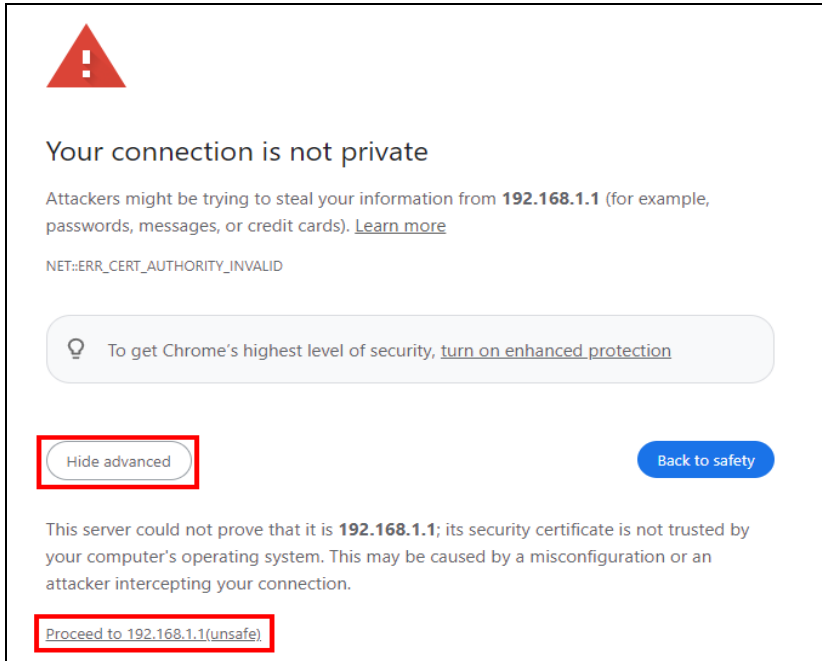 Your connection is not private
Attackers might be trying to steal your information from 192.168.1.1 (for example,
passwords, messages, or credit cards). Learn more
NET::ERR_CERT_AUTHORITY_INVALID
To get Chrome's highest level of security, turn on enhanced protection
Hide advanced
Back to safety
This server could not prove that it is 192.168.1.1; its security certificate is not trusted by
your computer's operating system. This may be caused by a misconfiguration or an
attacker intercepting your connection.
Proceed to 192.168.1.1(unsafe)